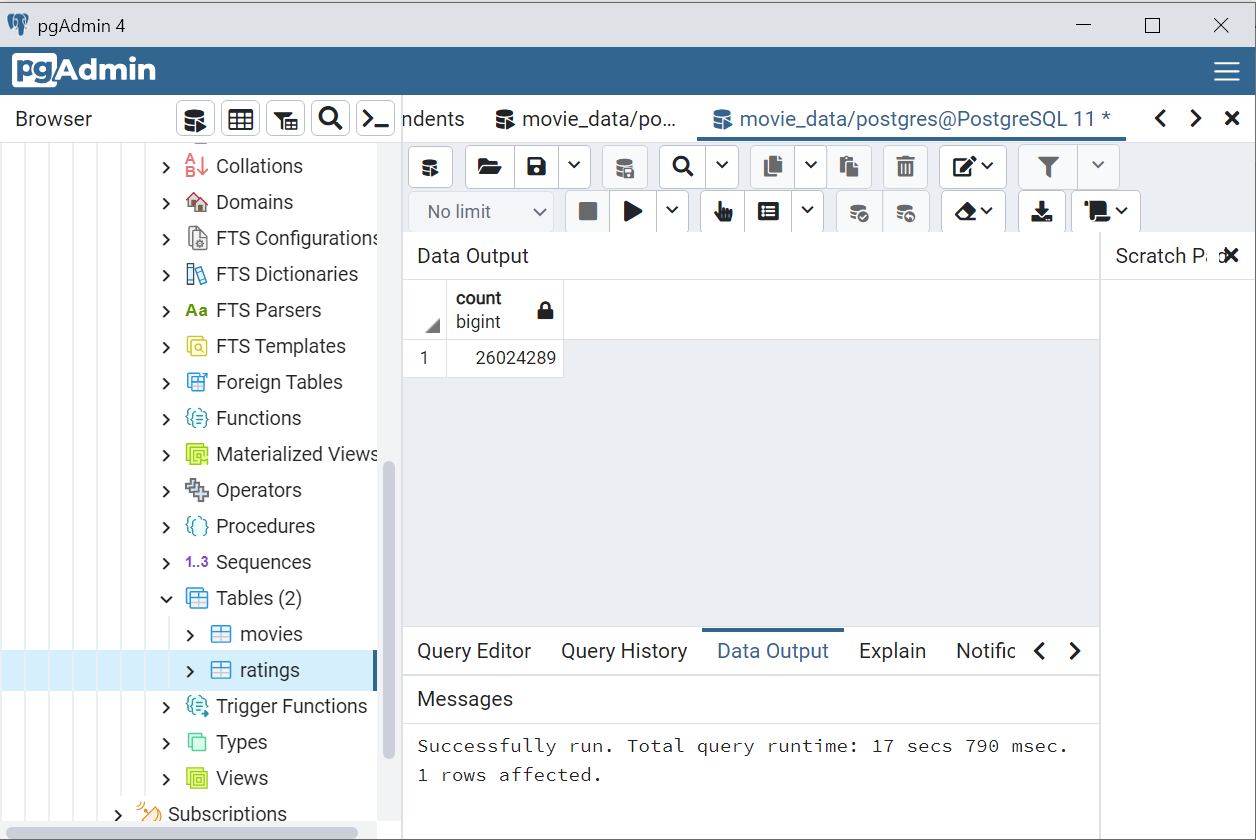 pgAdmin 4
pgAdmin
Browser
ndents
movie_data/po...
movie_data/postgres@PostgreSQL 11 *
No limit
Collations
Domains
FTS Configurations
FTS Dictionaries
Aa FTS Parsers
FTS Templates
Foreign Tables
Functions
Materialized Views
Operators
Procedures
1..3 Sequences
Tables (2)
movies
ratings
Trigger Functions
Types
Views
Subscriptions
Data Output
Scratch Pad
count
bigint
1 26024289
Query Editor Query History Data Output Explain Notific
Messages
Successfully run. Total query runtime: 17 secs 790 msec.
1 rows affected.